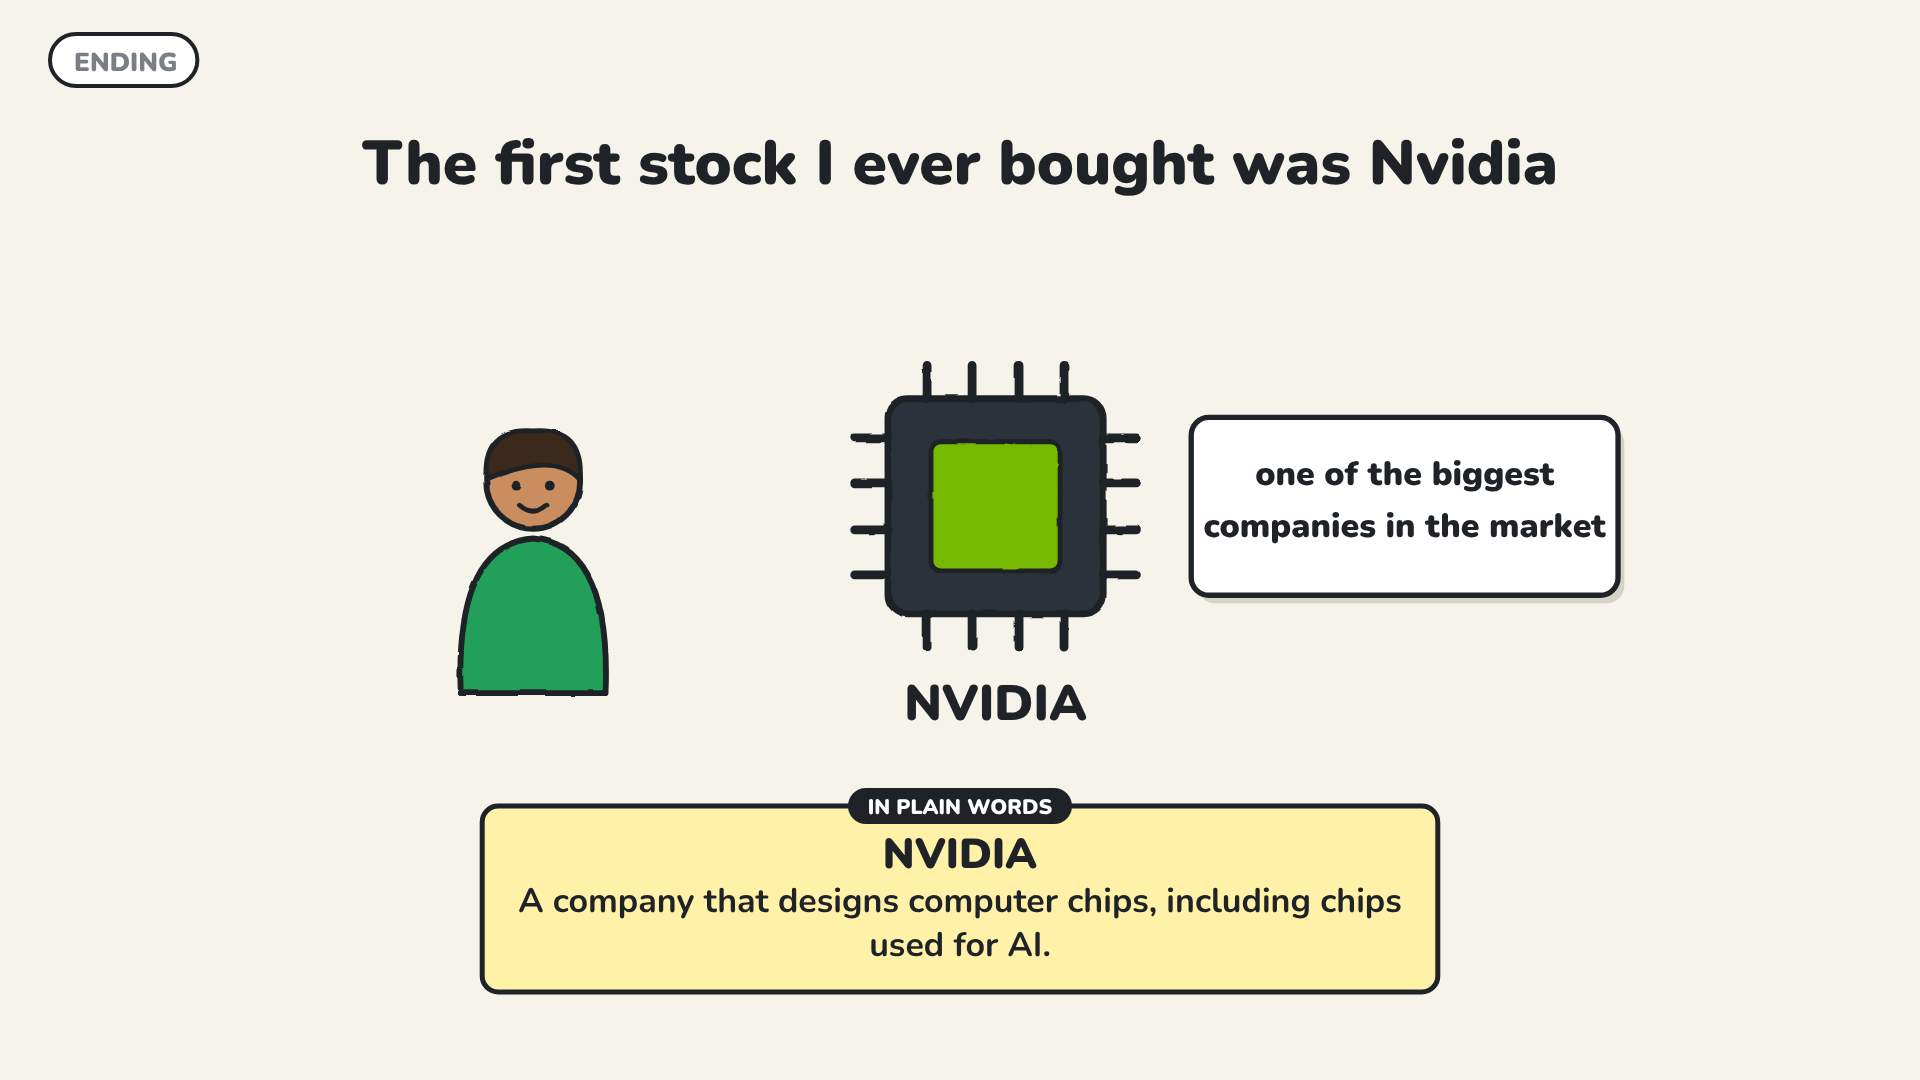 ENDING
The first stock I ever bought was Nvidia
one of the biggest
companies in the market
NVIDIA
IN PLAIN WORDS
NVIDIA
A company that designs computer chips, including chips
used for AI.